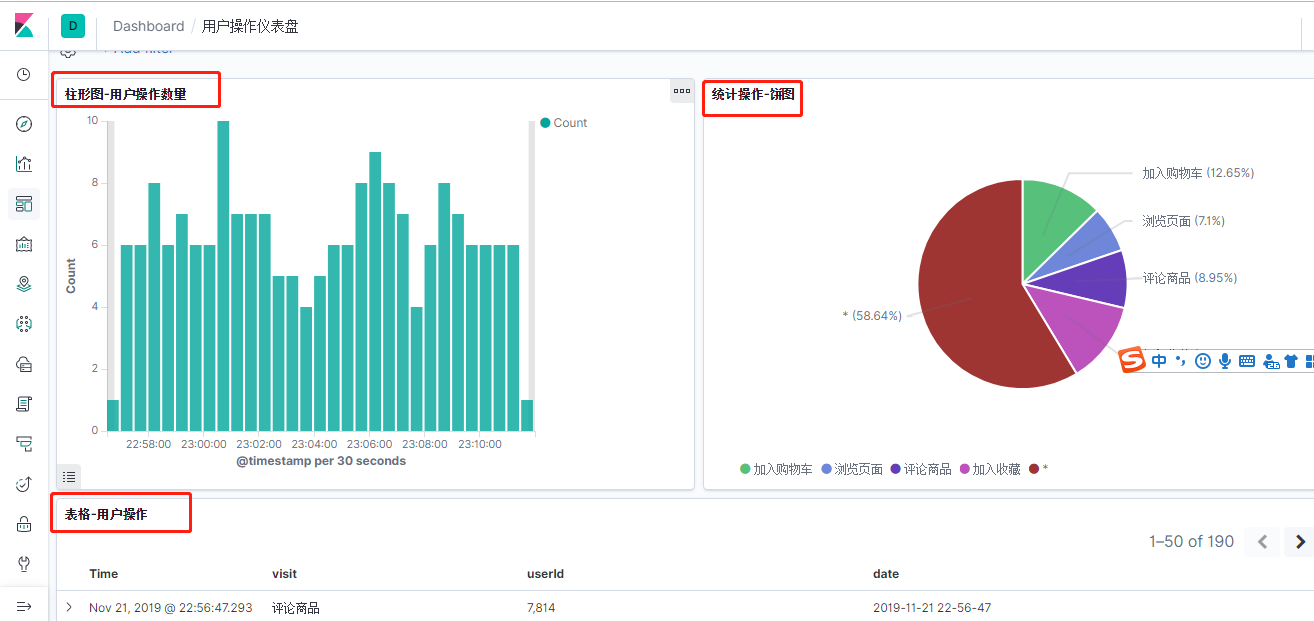 D Dashboard / 用户操作仪表盘
柱形图-用户操作数量
统计操作-饼图
Count
10
8
6
4
2
0
Count
22:58:00 23:00:00 23:02:00 23:04:00 23:06:00 23:08:00 23:10:00
@timestamp per 30 seconds
加入购物车 (12.65%)
浏览页面 (7.1%)
评论商品 (8.95%)
* (58.64%)
中
加入购物车 浏览页面 评论商品 加入收藏 *
表格-用户操作
1–50 of 190
Time visit userId date
Nov 21, 2019 @ 22:56:47.293 评论商品 7,814 2019-11-21 22-56-47